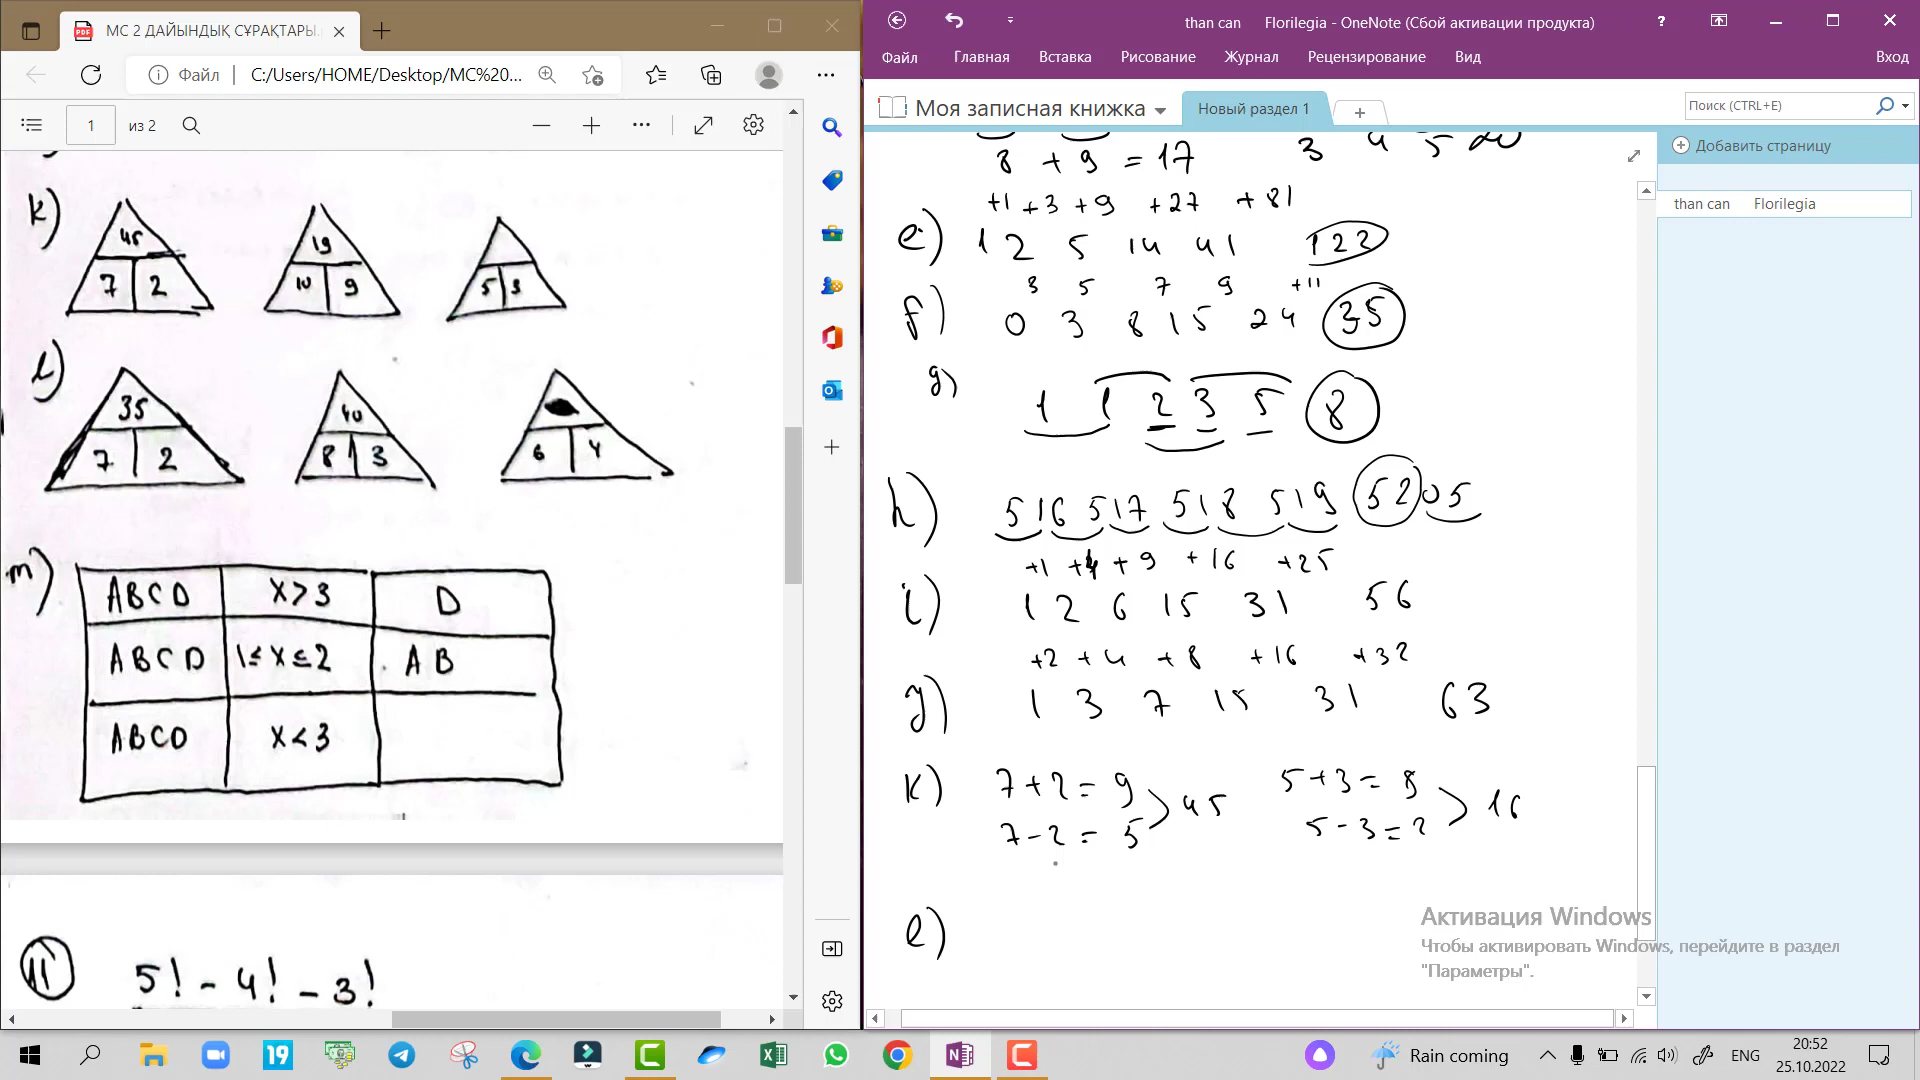 МС 2 ДАЙЫНДЫҚ СҰРАҚТАРЫ.
Файл
C:/Users/HOME/Desktop/MC%20...
1 из 2
k)
45
7 2
19
10 9
5 3
l)
35
7 2
40
8 3
6 4
m)
ABCD X>3 D
ABCD 1≤X≤2 AB
ABCD X<3
11
5! - 4! - 3!
than can Florilegia - OneNote (Сбой активации продукта)
Файл Главная Вставка Рисование Журнал Рецензирование Вид Вход
Моя записная книжка
Новый раздел 1
Поиск (CTRL+E)
Добавить страницу
than can Florilegia
3 4 5 20
8 + 9 = 17
+1 +3 +9 +27 +81
e) 1 2 5 14 41 122
3 5 7 9 +11
f) 0 3 8 15 24 35
g) 1 1 2 3 5 8
h) 516 517 518 519 5205
+1 +4 +9 +16 +25
i) 1 2 6 15 31 56
+2 +4 +8 +16 +32
j) 1 3 7 15 31 63
k) 7+2=9 > 45 5+3=8 > 16
7-2=5 5-3=2
l)
Активация Windows
Чтобы активировать Windows, перейдите в раздел
"Параметры".
19
Rain coming
ENG
20:52
25.10.2022